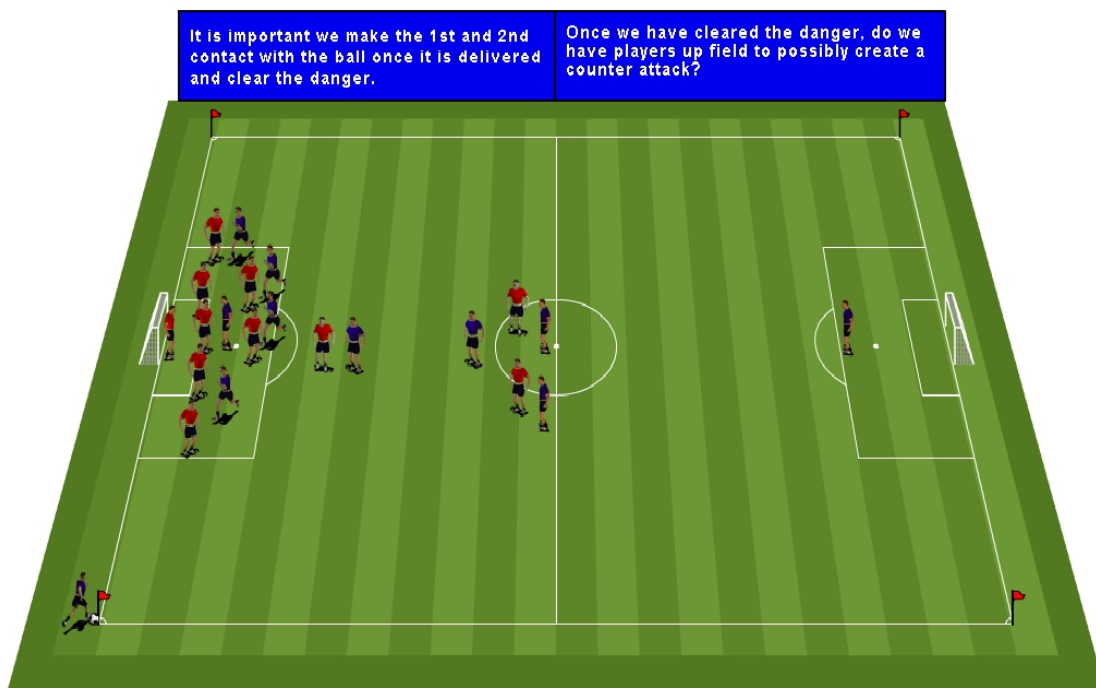 It is important we make the 1st and 2nd
contact with the ball once it is delivered
and clear the danger.
Once we have cleared the danger, do we
have players up field to possibly create a
counter attack?